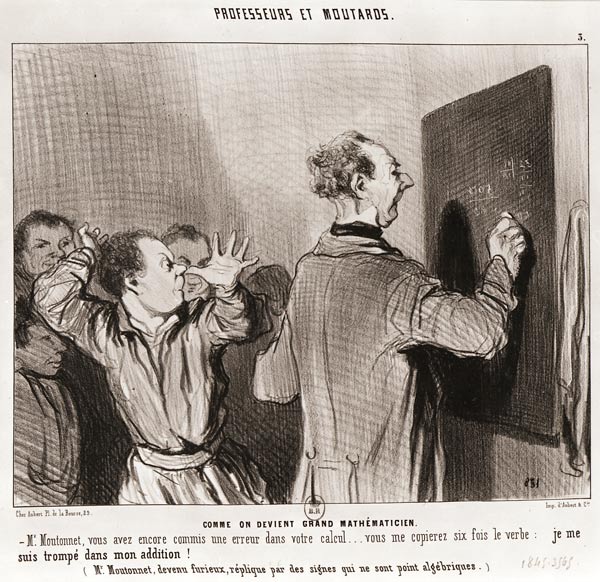 PROFESSEURS ET MOUTARDS.
3.
Chez Aubert Pl. de la Bourse, 29.
Imp. d'Aubert & Cie
B.R
COMME ON DEVIENT GRAND MATHÉMATICIEN.
– Mr. Moutonnet, vous avez encore commis une erreur dans votre calcul... vous me copierez six fois le verbe : je me
suis trompé dans mon addition !
( Mr. Moutonnet, devenu furieux, réplique par des signes qui ne sont point algébriques. )